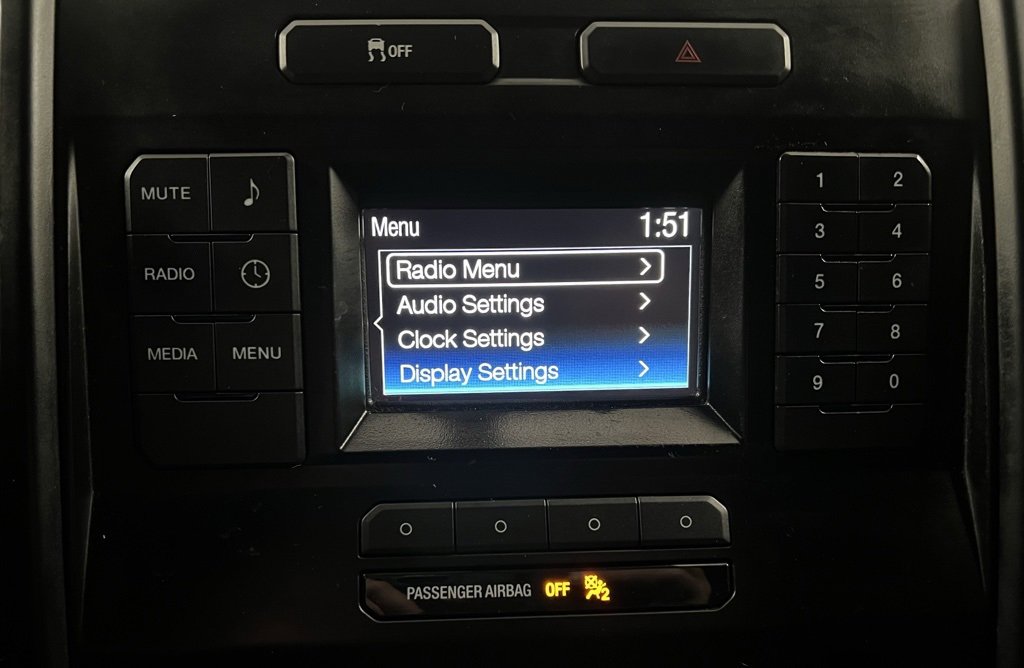 OFF
MUTE
RADIO
MEDIA MENU
Menu 1:51
Radio Menu >
Audio Settings >
Clock Settings >
Display Settings >
1 2
3 4
5 6
7 8
9 0
PASSENGER AIRBAG OFF 2